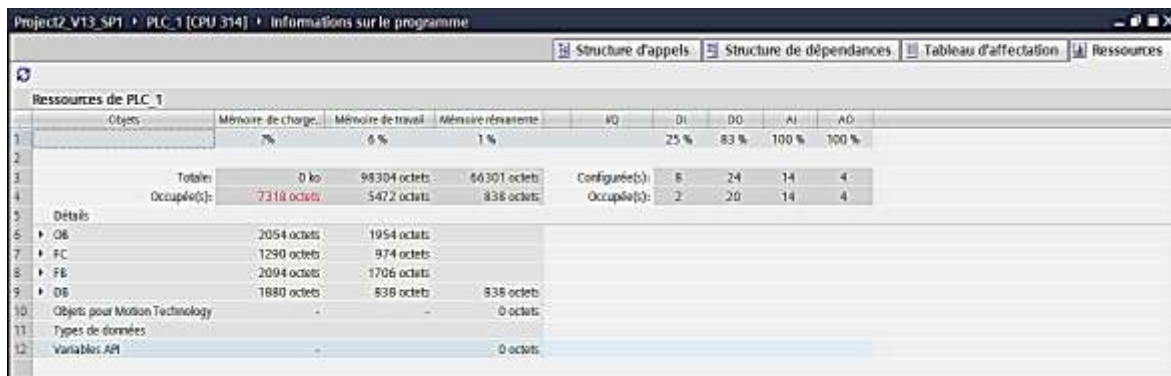 Project2_V13_SP1 ▸ PLC_1 [CPU 314] ▸ Informations sur le programme
Structure d'appels Structure de dépendances Tableau d'affectation Ressources
Ressources de PLC_1
Objets Mémoire de charge... Mémoire de travail Mémoire rémanente I/O DI DO AI AO
1 6 % 1 % 25 % 83 % 100 % 100 %
2
3 Totale: 0 ko 98304 octets 66301 octets Configurée(s): 8 24 14 4
4 Occupée(s): 7318 octets 5472 octets 838 octets Occupée(s): 2 20 14 4
5 Détails
6 OB 2054 octets 1954 octets
7 FC 1290 octets 974 octets
8 FB 2094 octets 1706 octets
9 DB 1880 octets 838 octets 838 octets
10 Objets pour Motion Technology - - 0 octets
11 Types de données
12 Variables API - 0 octets